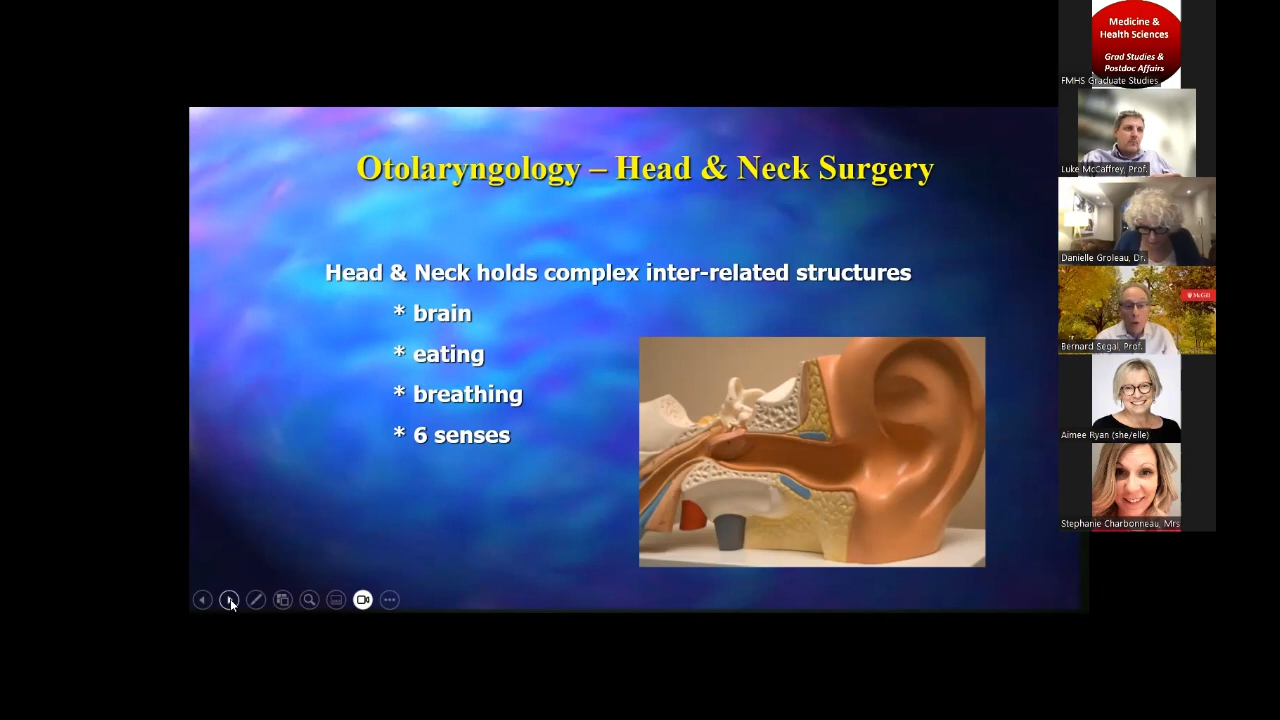 Otolaryngology – Head & Neck Surgery
Head & Neck holds complex inter-related structures
* brain
* eating
* breathing
* 6 senses
Medicine &
Health Sciences
Grad Studies &
Postdoc Affairs
FMHS Graduate Studies
Luke McCaffrey, Prof.
Danielle Groleau, Dr.
McGill
Bernard Segal, Prof.
Aimee Ryan (she/elle)
Stephanie Charbonneau, Mrs